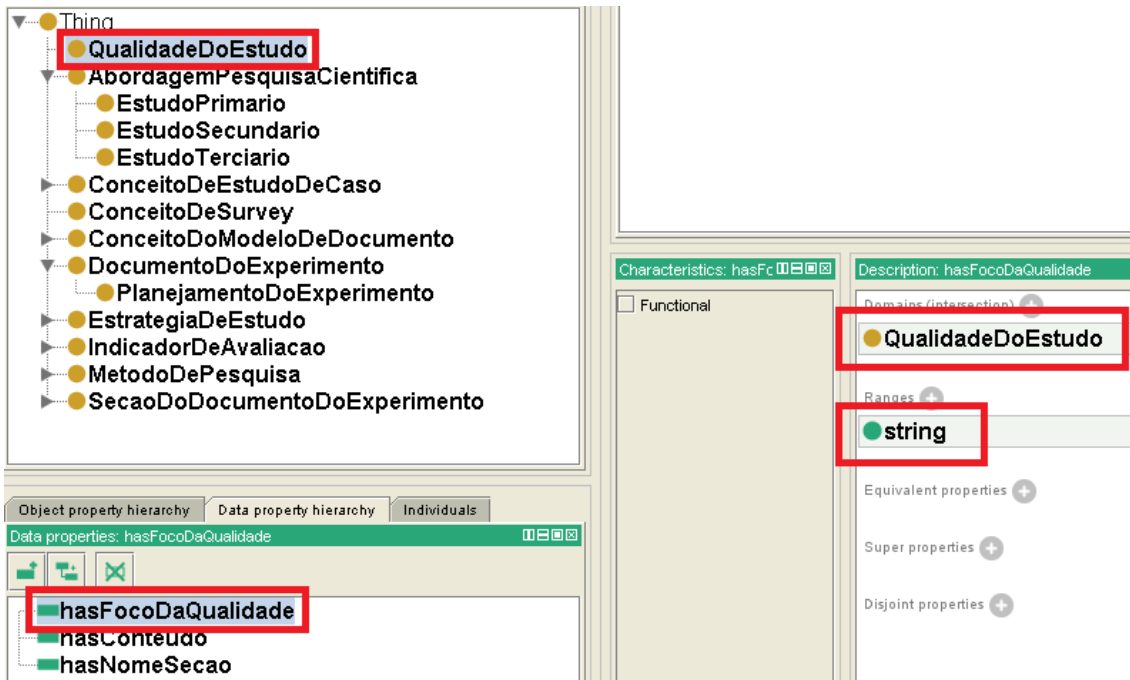 Thing
QualidadeDoEstudo
AbordagemPesquisaCientifica
EstudoPrimario
EstudoSecundario
EstudoTerciario
ConceitoDeEstudoDeCaso
ConceitoDeSurvey
ConceitoDoModeloDeDocumento
DocumentoDoExperimento
PlanejamentoDoExperimento
EstrategiaDeEstudo
IndicadorDeAvaliacao
MetodoDePesquisa
SecaoDoDocumentoDoExperimento
Object property hierarchy Data property hierarchy Individuals
Data properties: hasFocoDaQualidade
hasFocoDaQualidade
hasConteudo
hasNomeSecao
Characteristics: hasFc
Functional
Description: hasFocoDaQualidade
Domains (intersection)
QualidadeDoEstudo
Ranges
string
Equivalent properties
Super properties
Disjoint properties